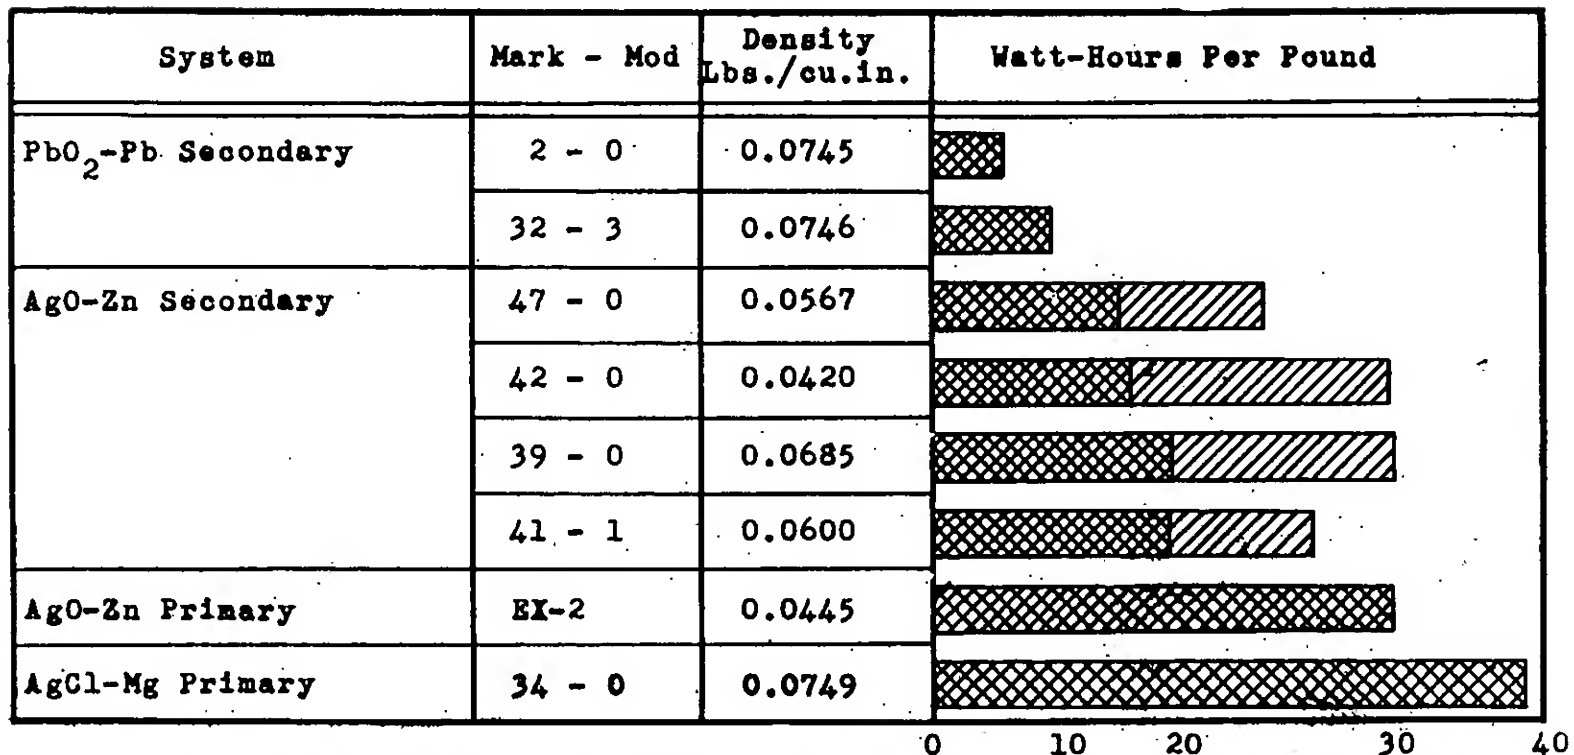 System Mark - Mod Density Lbs./cu.in. Watt-Hours Per Pound
PbO₂-Pb Secondary 2 - 0 0.0745
32 - 3 0.0746
AgO-Zn Secondary 47 - 0 0.0567
42 - 0 0.0420
39 - 0 0.0685
41 - 1 0.0600
AgO-Zn Primary EX-2 0.0445
AgCl-Mg Primary 34 - 0 0.0749
0 10 20 30 40